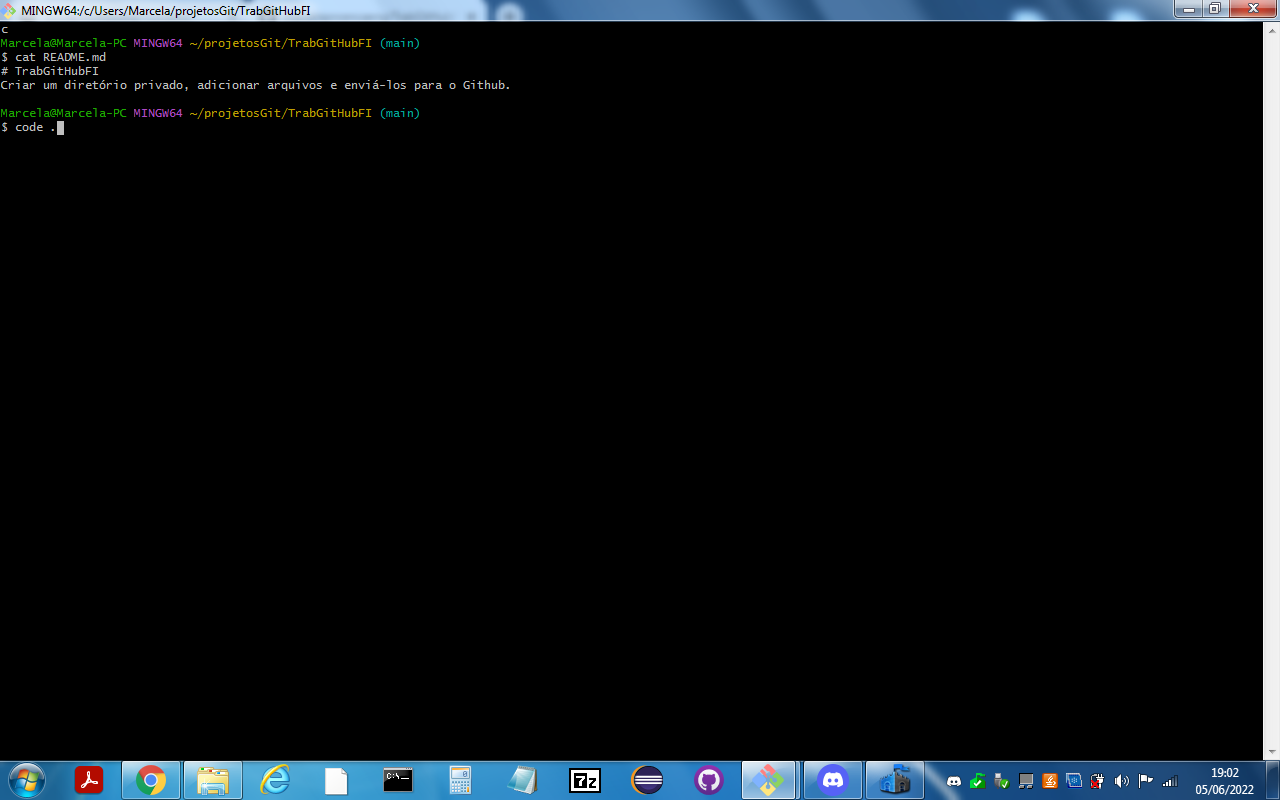 MINGW64:/c/Users/Marcela/projetosGit/TrabGitHubFI
c
Marcela@Marcela-PC MINGW64 ~/projetosGit/TrabGitHubFI (main)
$ cat README.md
# TrabGitHubFI
Criar um diretório privado, adicionar arquivos e enviá-los para o Github.
Marcela@Marcela-PC MINGW64 ~/projetosGit/TrabGitHubFI (main)
$ code .
C:\_
7z
19:02
05/06/2022